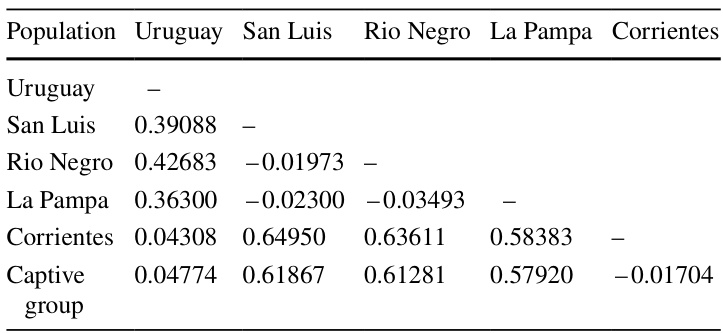 Population Uruguay San Luis Rio Negro La Pampa Corrientes
Uruguay –
San Luis 0.39088 –
Rio Negro 0.42683 –0.01973 –
La Pampa 0.36300 –0.02300 –0.03493 –
Corrientes 0.04308 0.64950 0.63611 0.58383 –
Captive 0.04774 0.61867 0.61281 0.57920 –0.01704
group